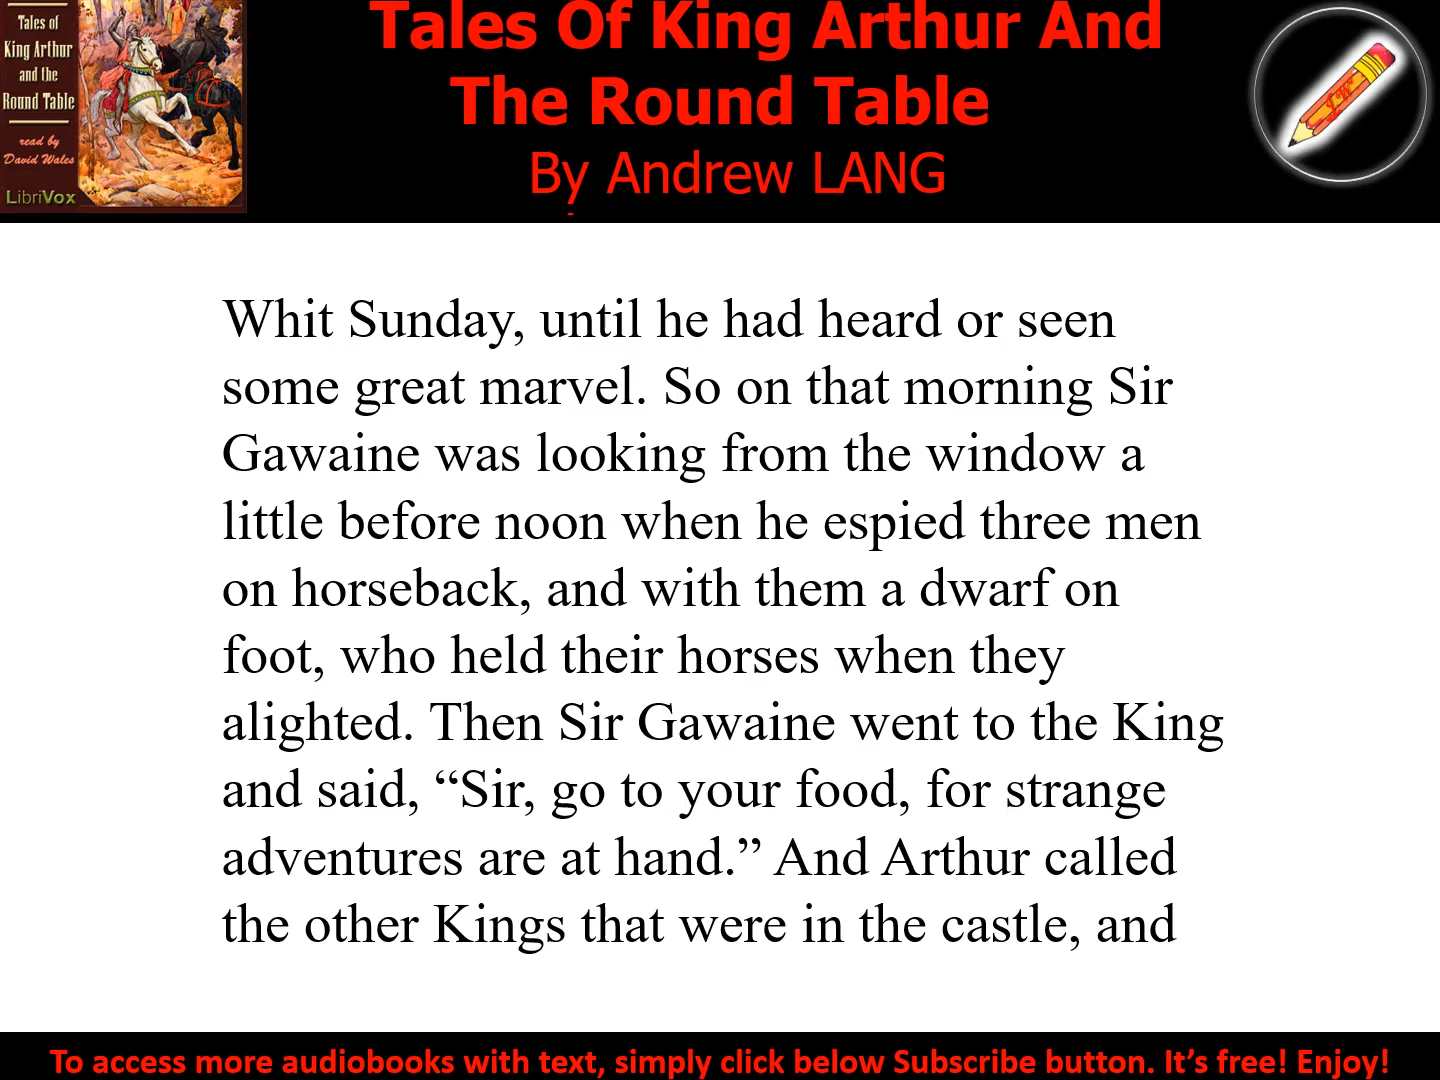 Tales of
King Arthur
and the
Round Table
read by
David Wales
LibriVox
Tales Of King Arthur And
The Round Table
By Andrew LANG
Whit Sunday, until he had heard or seen
some great marvel. So on that morning Sir
Gawaine was looking from the window a
little before noon when he espied three men
on horseback, and with them a dwarf on
foot, who held their horses when they
alighted. Then Sir Gawaine went to the King
and said, “Sir, go to your food, for strange
adventures are at hand.” And Arthur called
the other Kings that were in the castle, and
To access more audiobooks with text, simply click below Subscribe button. It’s free! Enjoy!